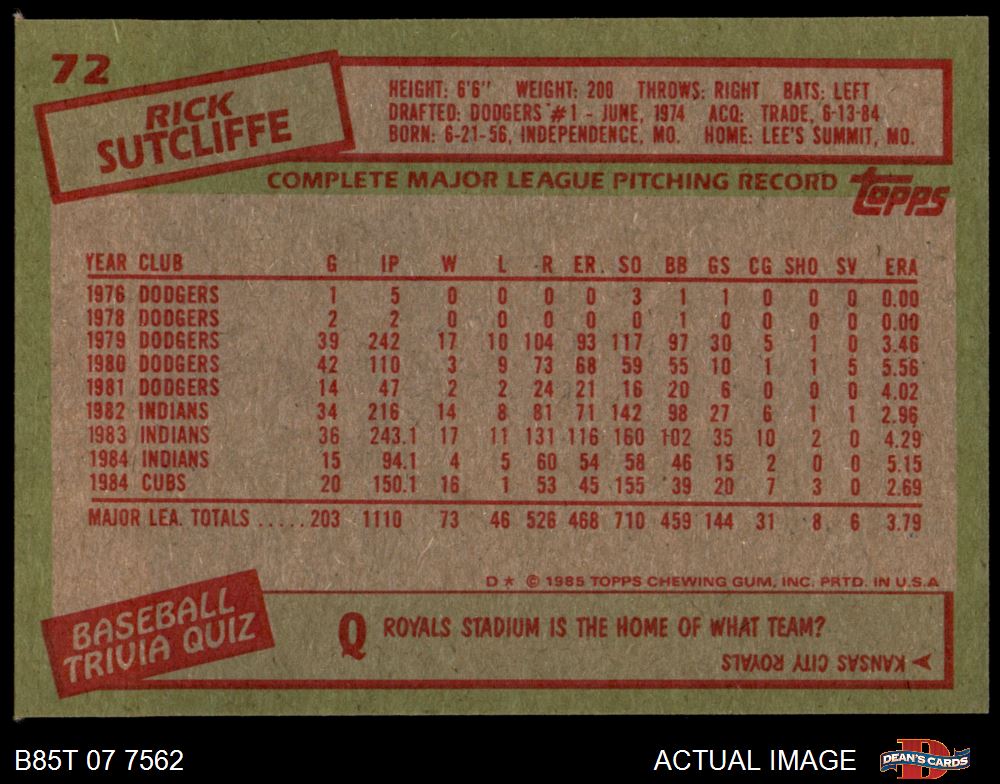 72
RICK
SUTCLIFFE
HEIGHT: 6'6" WEIGHT: 200 THROWS: RIGHT BATS: LEFT
DRAFTED: DODGERS #1 - JUNE, 1974 ACQ: TRADE, 6-13-84
BORN: 6-21-56, INDEPENDENCE, MO. HOME: LEE'S SUMMIT, MO.
COMPLETE MAJOR LEAGUE PITCHING RECORD
topps
YEAR CLUB G IP W L R ER. SO BB GS CG SHO SV ERA
1976 DODGERS 1 5 0 0 0 0 3 1 1 0 0 0 0.00
1978 DODGERS 2 2 0 0 0 0 0 1 0 0 0 0 0.00
1979 DODGERS 39 242 17 10 104 93 117 97 30 5 1 0 3.46
1980 DODGERS 42 110 3 9 73 68 59 55 10 1 1 5 5.56
1981 DODGERS 14 47 2 2 24 21 16 20 6 0 0 0 4.02
1982 INDIANS 34 216 14 8 81 71 142 98 27 6 1 1 2.96
1983 INDIANS 36 243.1 17 11 131 116 160 102 35 10 2 0 4.29
1984 INDIANS 15 94.1 4 5 60 54 58 46 15 2 0 0 5.15
1984 CUBS 20 150.1 16 1 53 45 155 39 20 7 3 0 2.69
MAJOR LEA. TOTALS .....203 1110 73 46 526 468 710 459 144 31 8 6 3.79
D* © 1985 TOPPS CHEWING GUM, INC. PRTD. IN U.S.A
BASEBALL
TRIVIA QUIZ
Q ROYALS STADIUM IS THE HOME OF WHAT TEAM?
KANSAS CITY ROYALS
B85T 07 7562
ACTUAL IMAGE
D
DEAN'S CARDS